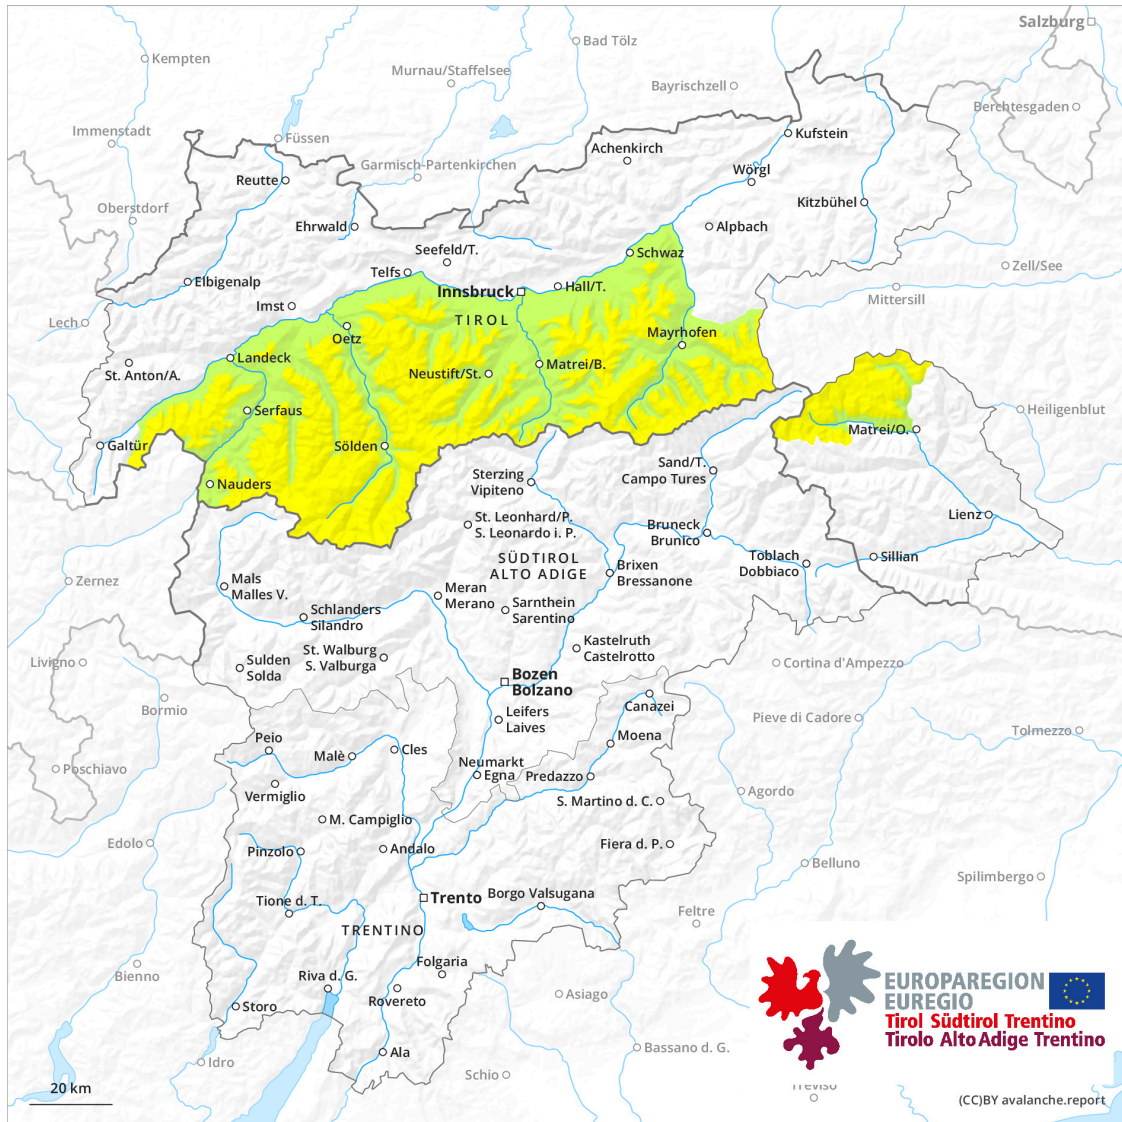 Salzburg
Bad Tölz
Kempten
Murnau/Staffelsee
Bayrischzell
Berchtesgaden
Immenstadt
Füssen
Kufstein
Achenkirch
Garmisch-Partenkirchen
Wörgl
Reutte
Oberstdorf
Kitzbühel
Ehrwald
Alpbach
Seefeld/T.
Schwaz
Telfs
Zell/See
Elbigenalp
Hall/T.
Innsbruck
Mittersill
Imst
Lech
TIROL
Mayrhofen
Oetz
Landeck
Matrei/B.
St. Anton/A.
Neustift/St.
Serfaus
Heiligenblut
Matrei/O.
Galtür
Sölden
Sterzing
Vipiteno
Sand/T.
Campo Tures
Nauders
St. Leonhard/P.
S. Leonardo i. P.
Lienz
Bruneck
Brunico
SÜDTIROL
ALTO ADIGE
Toblach
Dobbiaco
Sillian
Brixen
Bressanone
Zernez
Mals
Malles V.
Meran
Merano
Sarnthein
Sarentino
Schlanders
Silandro
Kastelruth
Castelrotto
St. Walburg
S. Valburga
Livigno
Sulden
Solda
Cortina d'Ampezzo
Bozen
Bolzano
Bormio
Canazei
Leifers
Laives
Pieve di Cadore
Tolmezzo
Peio
Moena
Malè
Cles
Neumarkt
Egna
Predazzo
Poschiavo
Vermiglio
Agordo
S. Martino d. C.
M. Campiglio
Edolo
Pinzolo
Andalo
Fiera d. P.
Belluno
Spilimbergo
Trento
Borgo Valsugana
Tione d. T.
Feltre
TRENTINO
Folgaria
Bienno
Riva d. G.
Rovereto
Asiago
Storo
EUROPAREGION
EUREGIO
Tirol Südtirol Trentino
Tirolo Alto Adige Trentino
Ala
Idro
Bassano d. G.
Schio
20 km
Treviso
(CC)BY avalanche.report